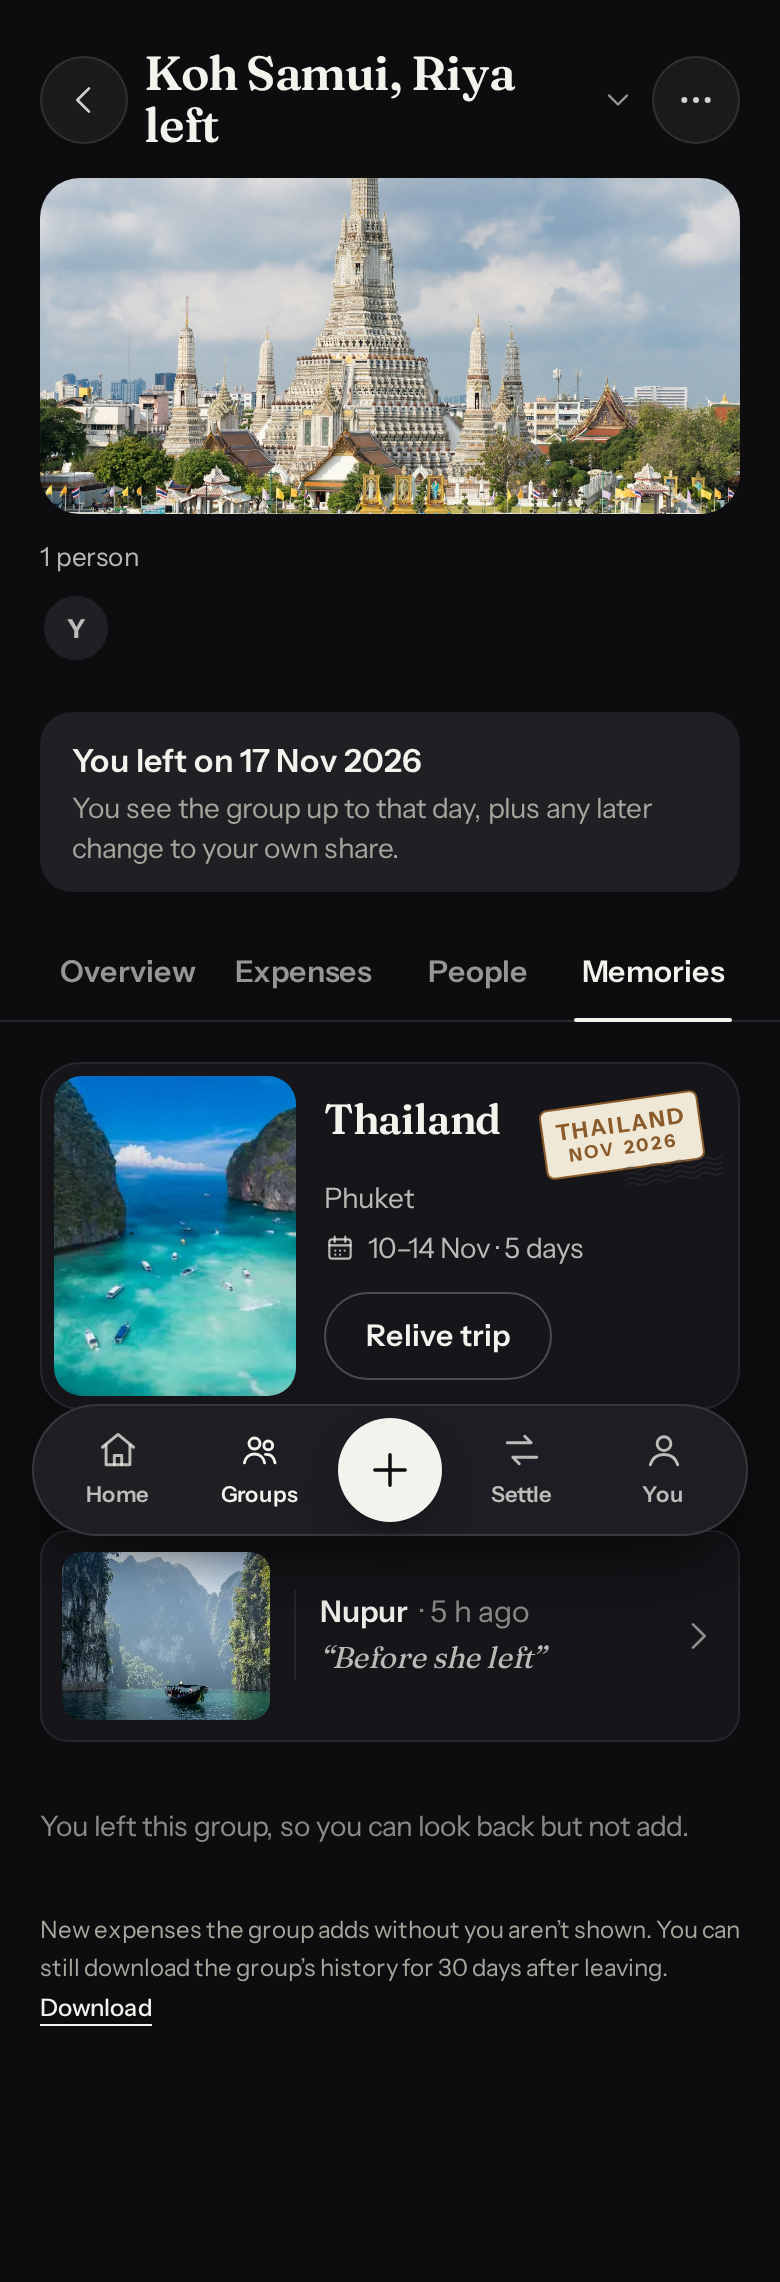 Koh Samui, Riya
left
1 person
Y
You left on 17 Nov 2026
You see the group up to that day, plus any later
change to your own share.
Overview
Expenses
People
Memories
Thailand
THAILAND
NOV 2026
Phuket
10–14 Nov · 5 days
Relive trip
Home
Groups
Settle
You
Nupur · 5 h ago
“Before she left”
You left this group, so you can look back but not add.
New expenses the group adds without you aren’t shown. You can
still download the group’s history for 30 days after leaving.
Download